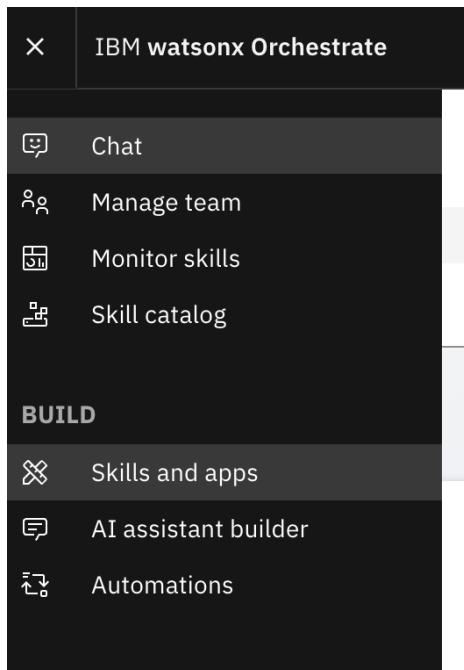 IBM watsonx Orchestrate
Chat
Manage team
Monitor skills
Skill catalog
BUILD
Skills and apps
AI assistant builder
Automations